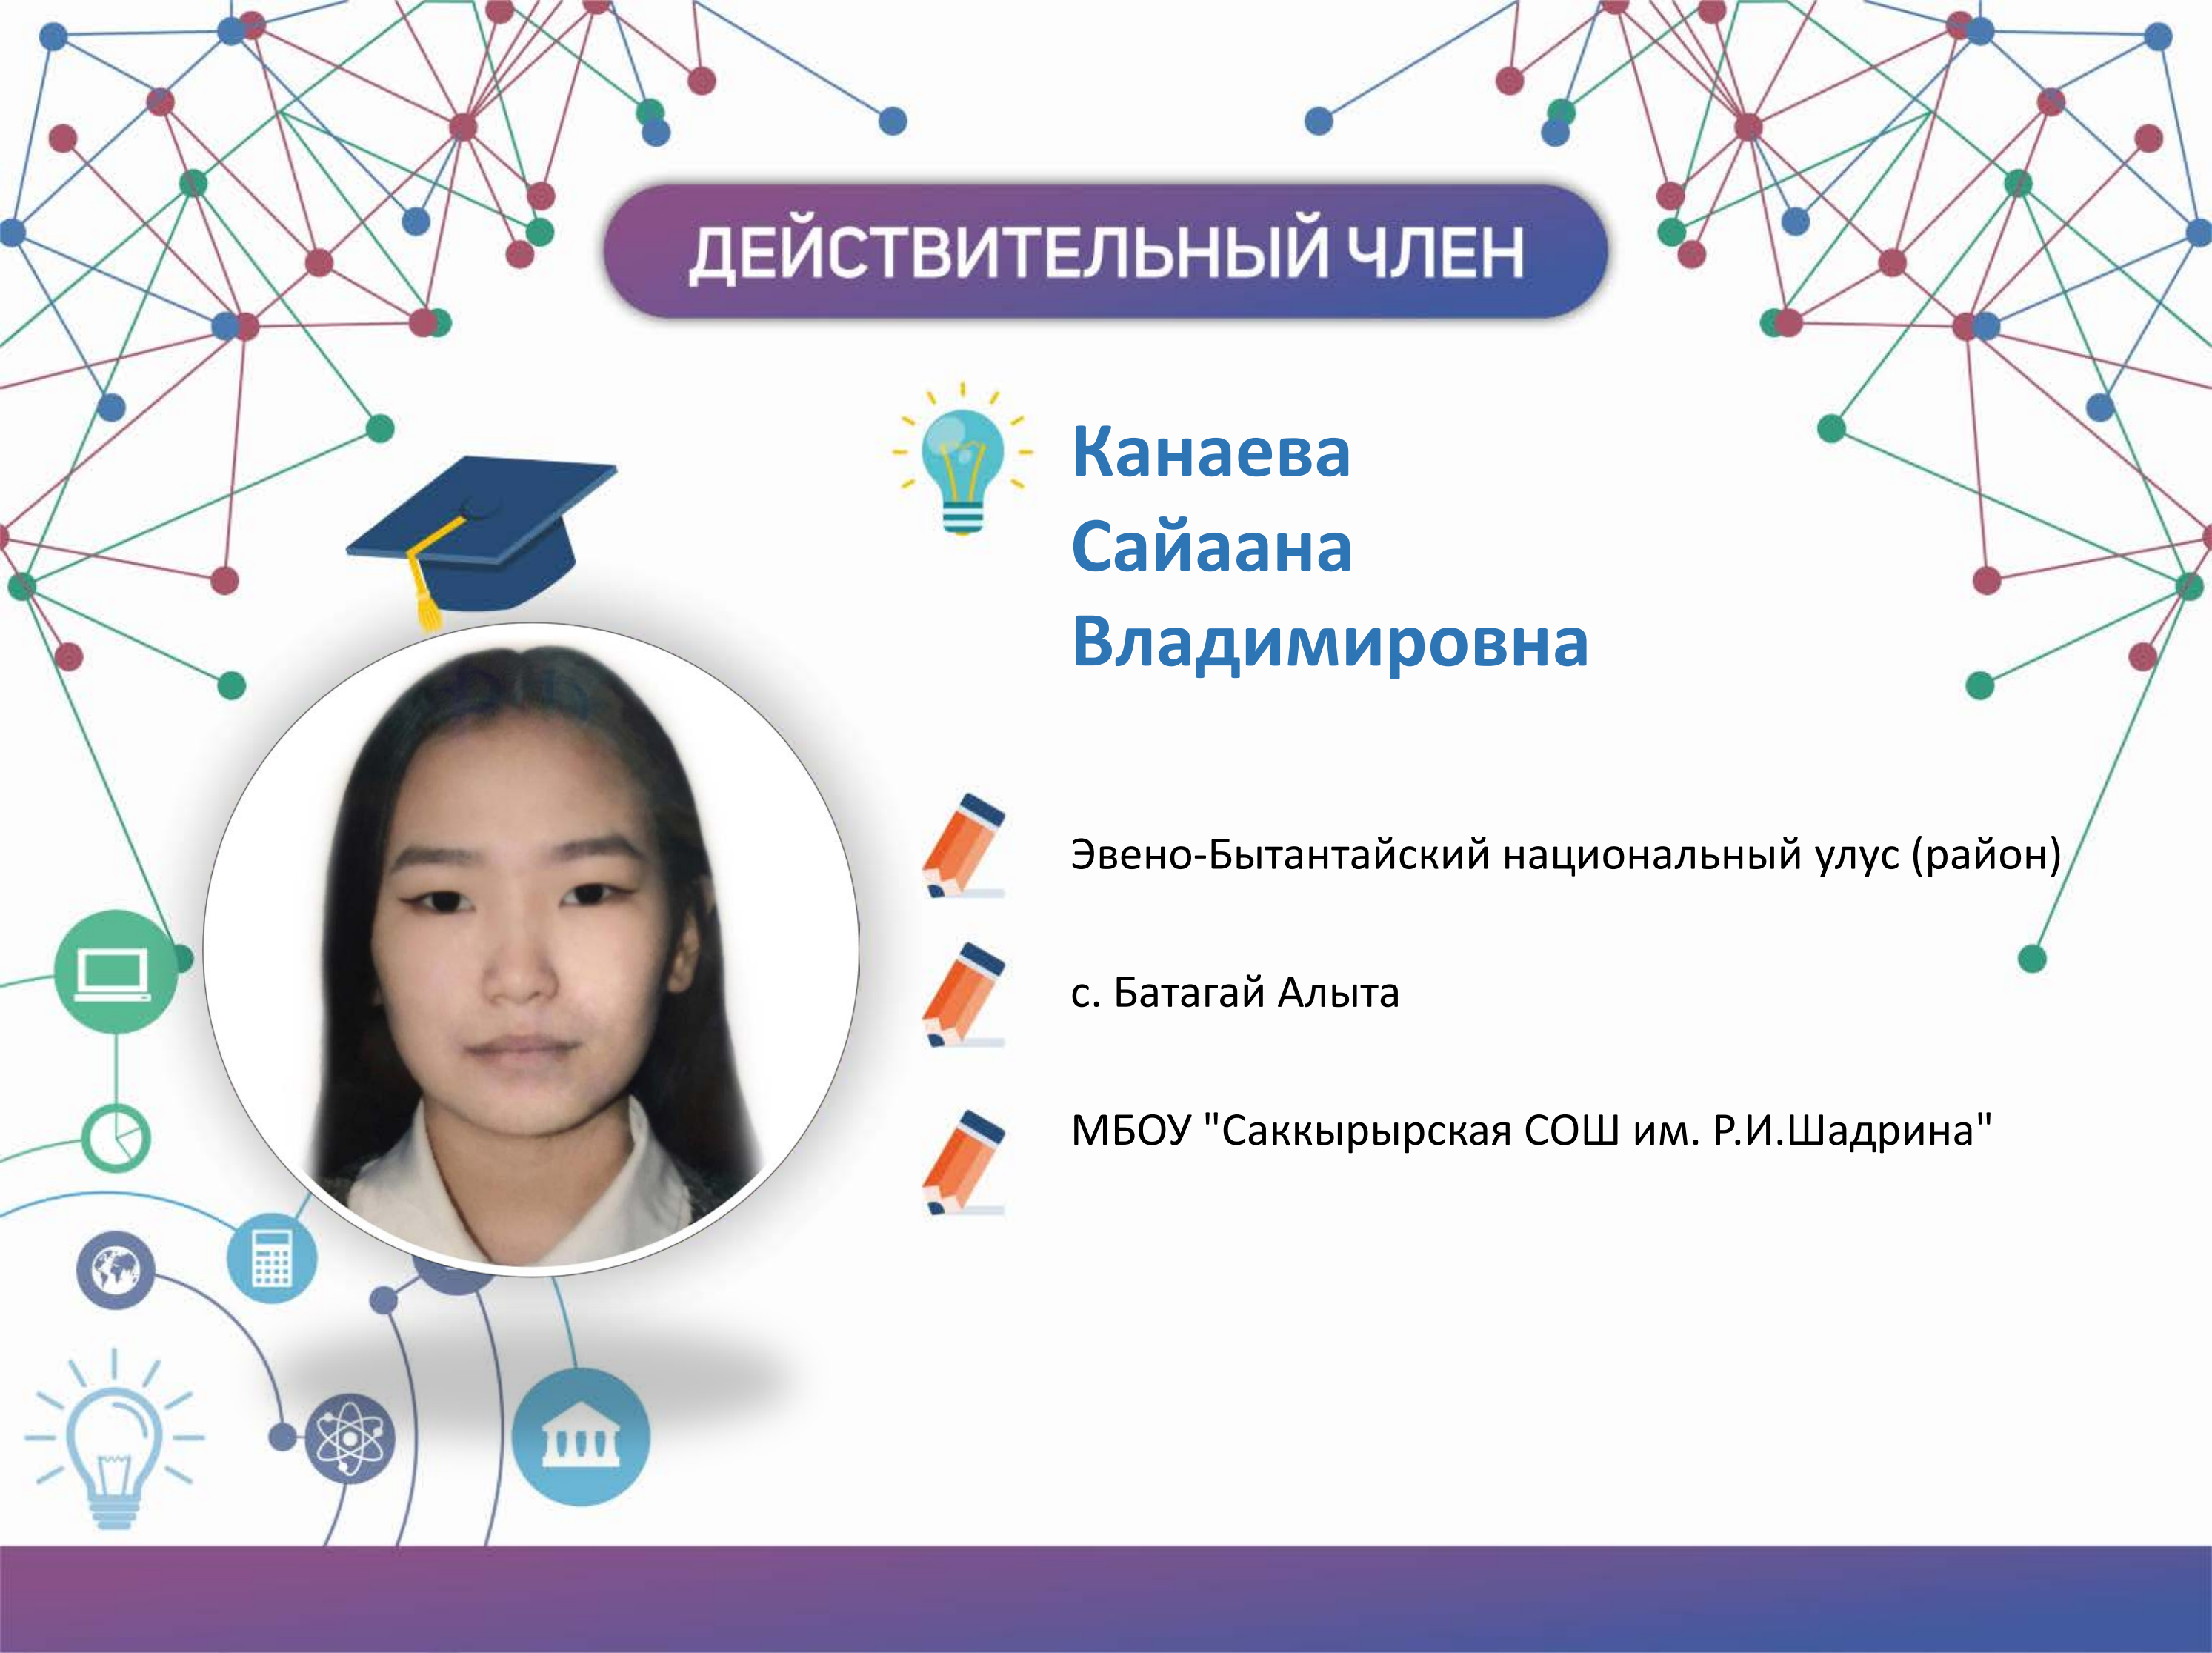 ДЕЙСТВИТЕЛЬНЫЙ ЧЛЕН
Канаева
Сайаана
Владимировна
Эвено-Бытантайский национальный улус (район)
с. Батагай Алыта
МБОУ "Саккырырская СОШ им. Р.И.Шадрина"